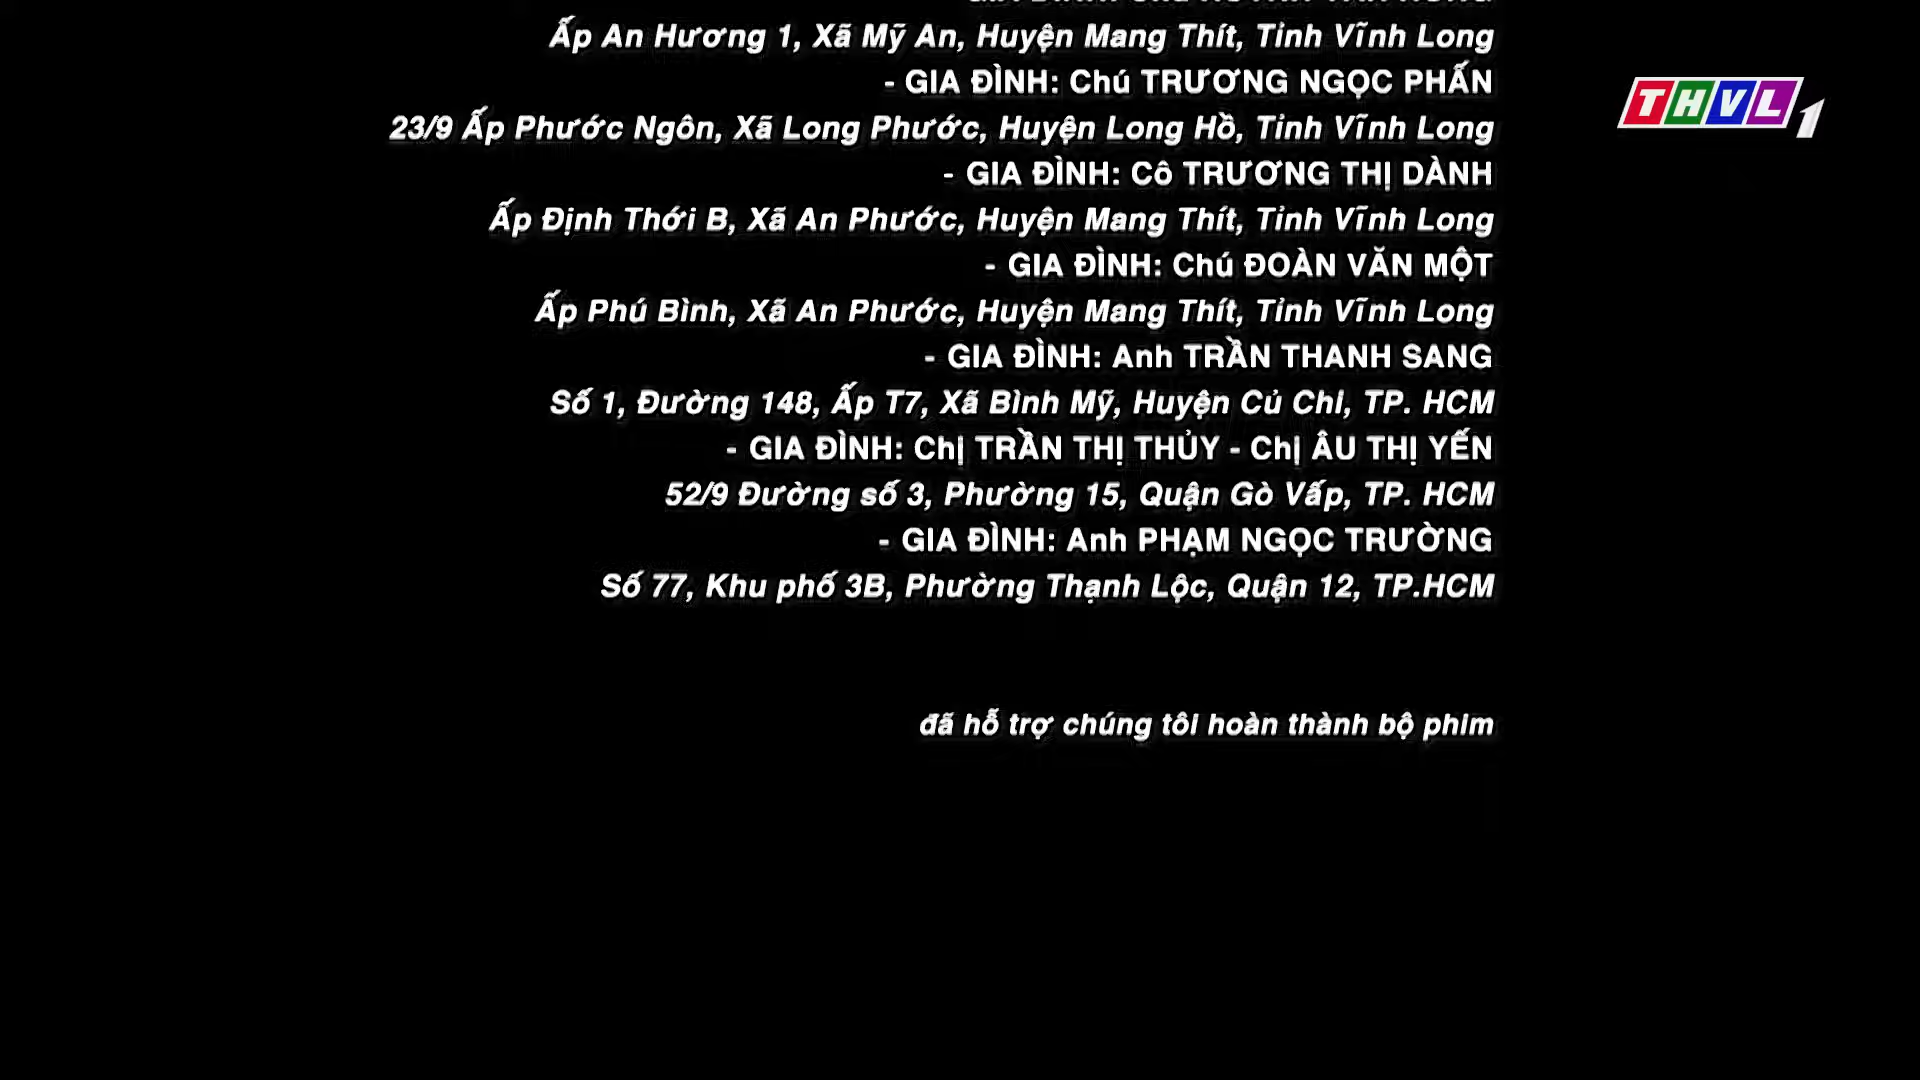 Ấp An Hương 1, Xã Mỹ An, Huyện Mang Thít, Tỉnh Vĩnh Long
- GIA ĐÌNH: Chú TRƯƠNG NGỌC PHẤN
23/9 Ấp Phước Ngôn, Xã Long Phước, Huyện Long Hồ, Tỉnh Vĩnh Long
- GIA ĐÌNH: Cô TRƯƠNG THỊ DÀNH
Ấp Định Thới B, Xã An Phước, Huyện Mang Thít, Tỉnh Vĩnh Long
- GIA ĐÌNH: Chú ĐOÀN VĂN MỘT
Ấp Phú Bình, Xã An Phước, Huyện Mang Thít, Tỉnh Vĩnh Long
- GIA ĐÌNH: Anh TRẦN THANH SANG
Số 1, Đường 148, Ấp T7, Xã Bình Mỹ, Huyện Củ Chi, TP. HCM
- GIA ĐÌNH: Chị TRẦN THỊ THỦY - Chị ÂU THỊ YẾN
52/9 Đường số 3, Phường 15, Quận Gò Vấp, TP. HCM
- GIA ĐÌNH: Anh PHẠM NGỌC TRƯỜNG
Số 77, Khu phố 3B, Phường Thạnh Lộc, Quận 12, TP.HCM
đã hỗ trợ chúng tôi hoàn thành bộ phim
THVL1